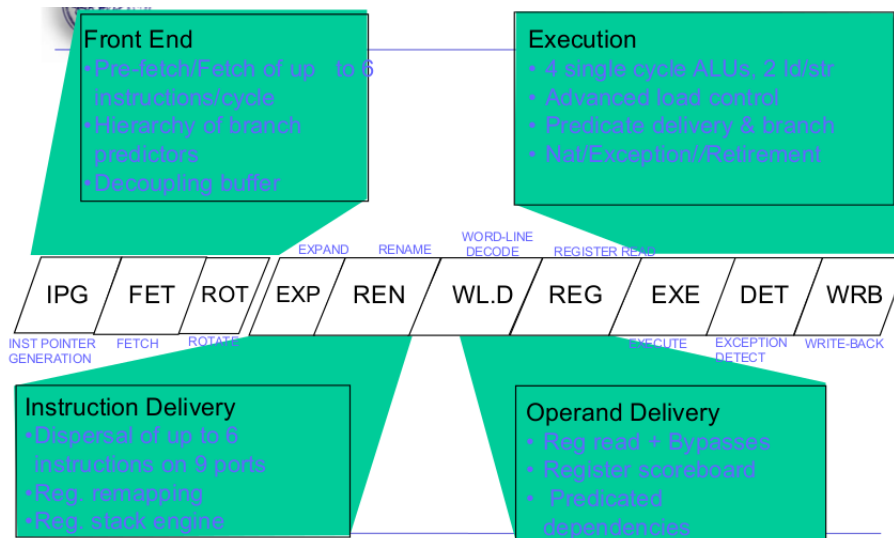 Front End
•Pre-fetch/Fetch of up to 6
instructions/cycle
•Hierarchy of branch
predictors
•Decoupling buffer
Execution
• 4 single cycle ALUs, 2 ld/str
• Advanced load control
• Predicate delivery & branch
• Nat/Exception//Retirement
EXPAND
RENAME
WORD-LINE
DECODE
REGISTER READ
IPG FET ROT EXP REN WL.D REG EXE DET WRB
INST POINTER
GENERATION
FETCH
ROTATE
EXECUTE
EXCEPTION
DETECT
WRITE-BACK
Instruction Delivery
•Dispersal of up to 6
instructions on 9 ports
•Reg. remapping
•Reg. stack engine
Operand Delivery
• Reg read + Bypasses
• Register scoreboard
• Predicated
dependencies